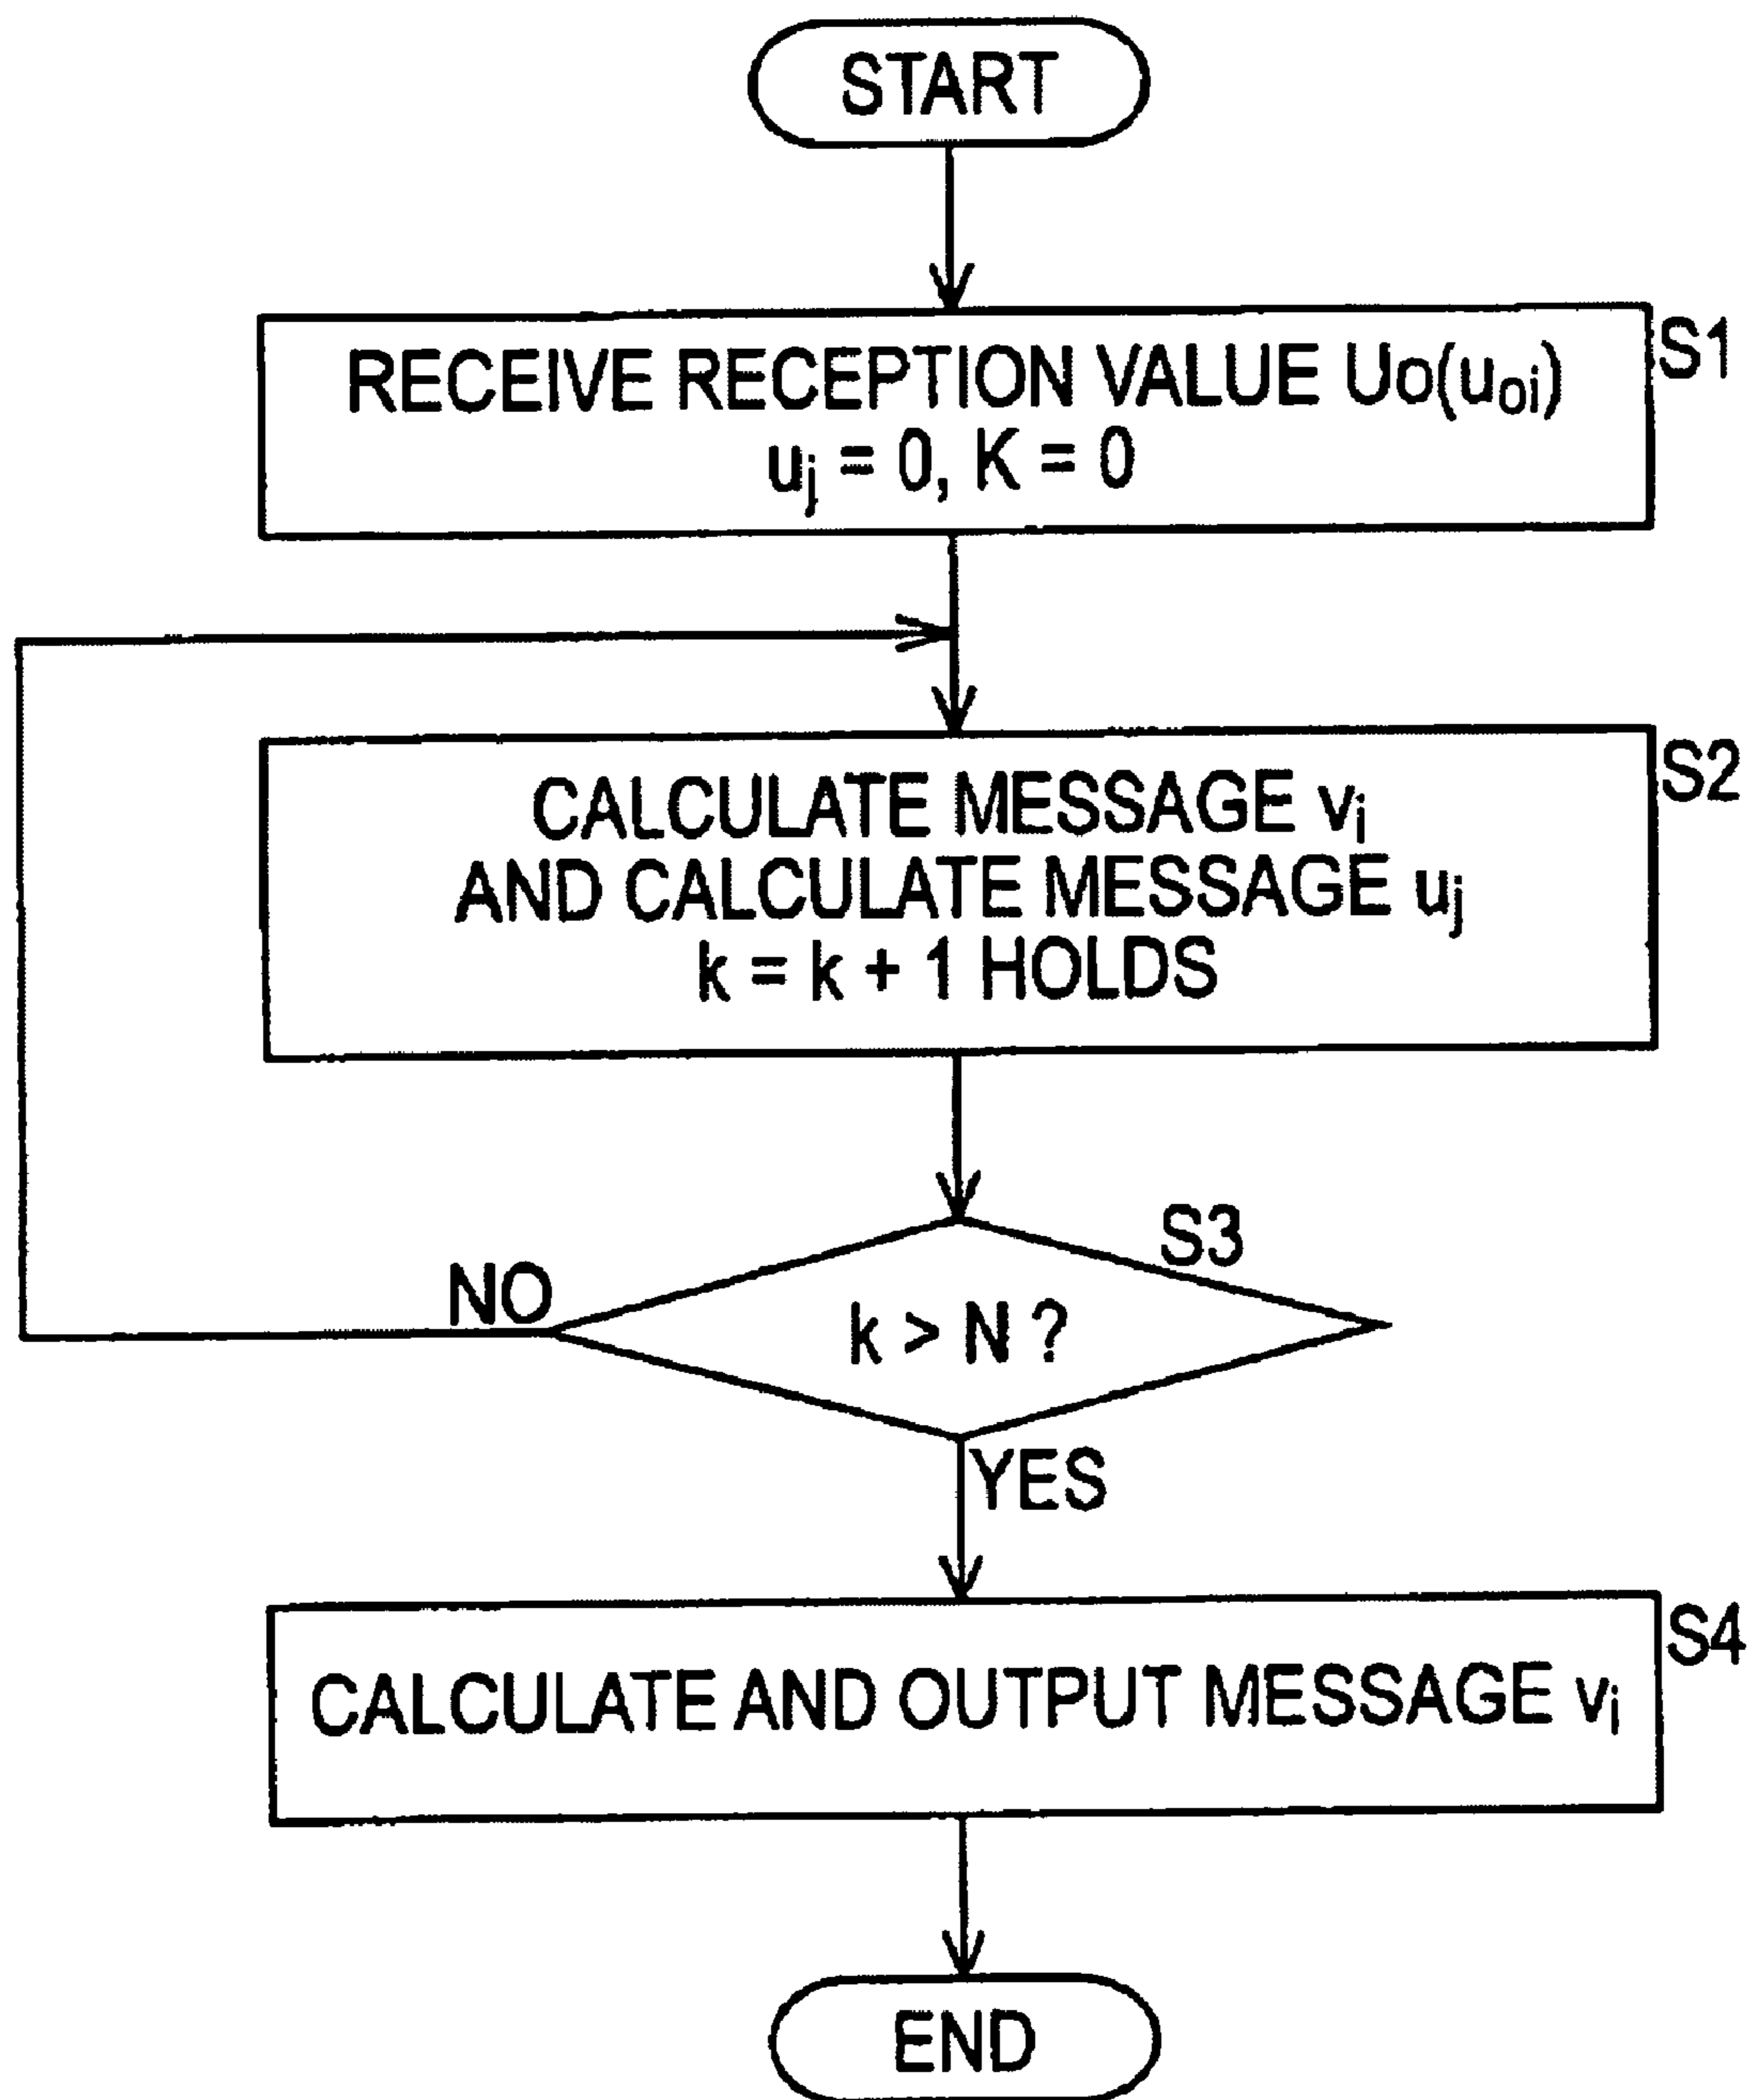 START
S1
RECEIVE RECEPTION VALUE Uo(u₀ᵢ)
uⱼ = 0, K = 0
S2
CALCULATE MESSAGE vᵢ
AND CALCULATE MESSAGE uⱼ
k = k + 1 HOLDS
S3
NO
k > N ?
YES
S4
CALCULATE AND OUTPUT MESSAGE vᵢ
END